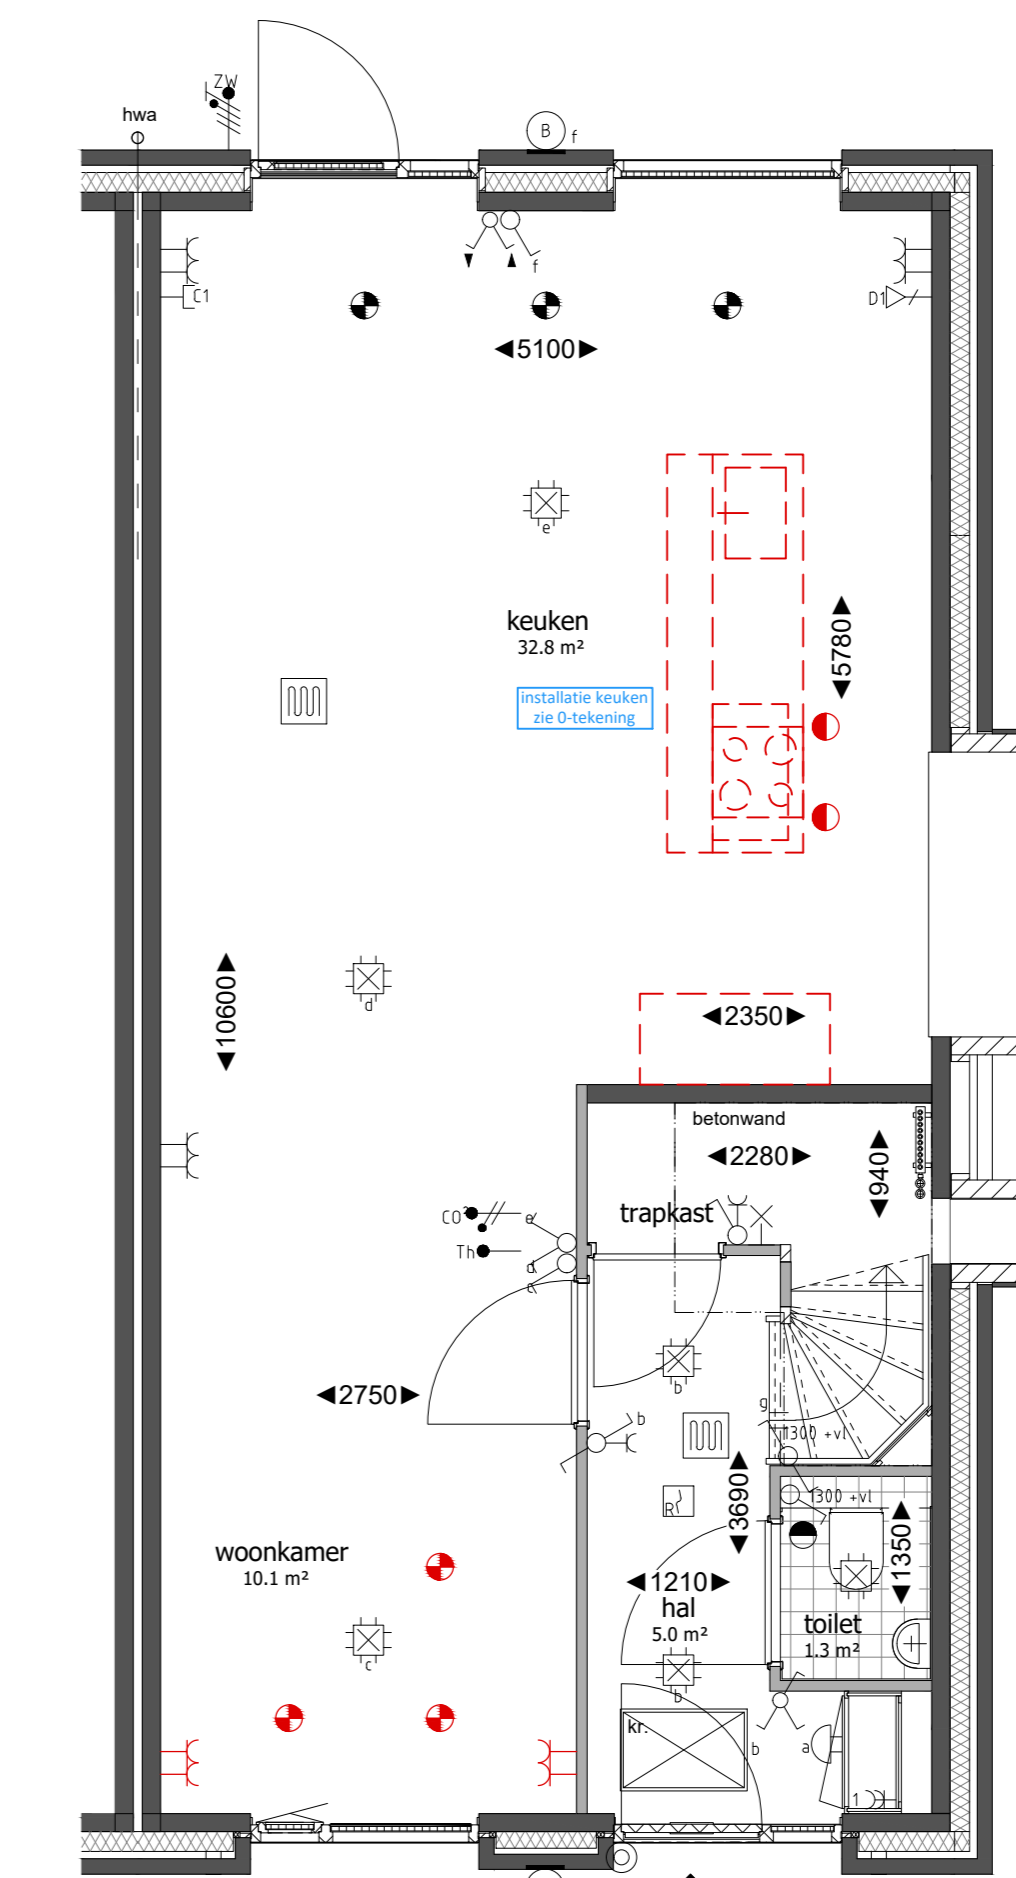 ZW
hwa
B
f
f
C1
D1
5100
e
keuken
32.8 m²
5780
installatie keuken
zie 0-tekening
10600
d
2350
betonwand
2280
940
trapkast
CO²
e
Th
d
c
b
2750
g
b
1300 +vl
1300 +vl
3690
R
1350
woonkamer
10.1 m²
1210
hal
5.0 m²
toilet
1.3 m²
c
b
kr.
b
a
1